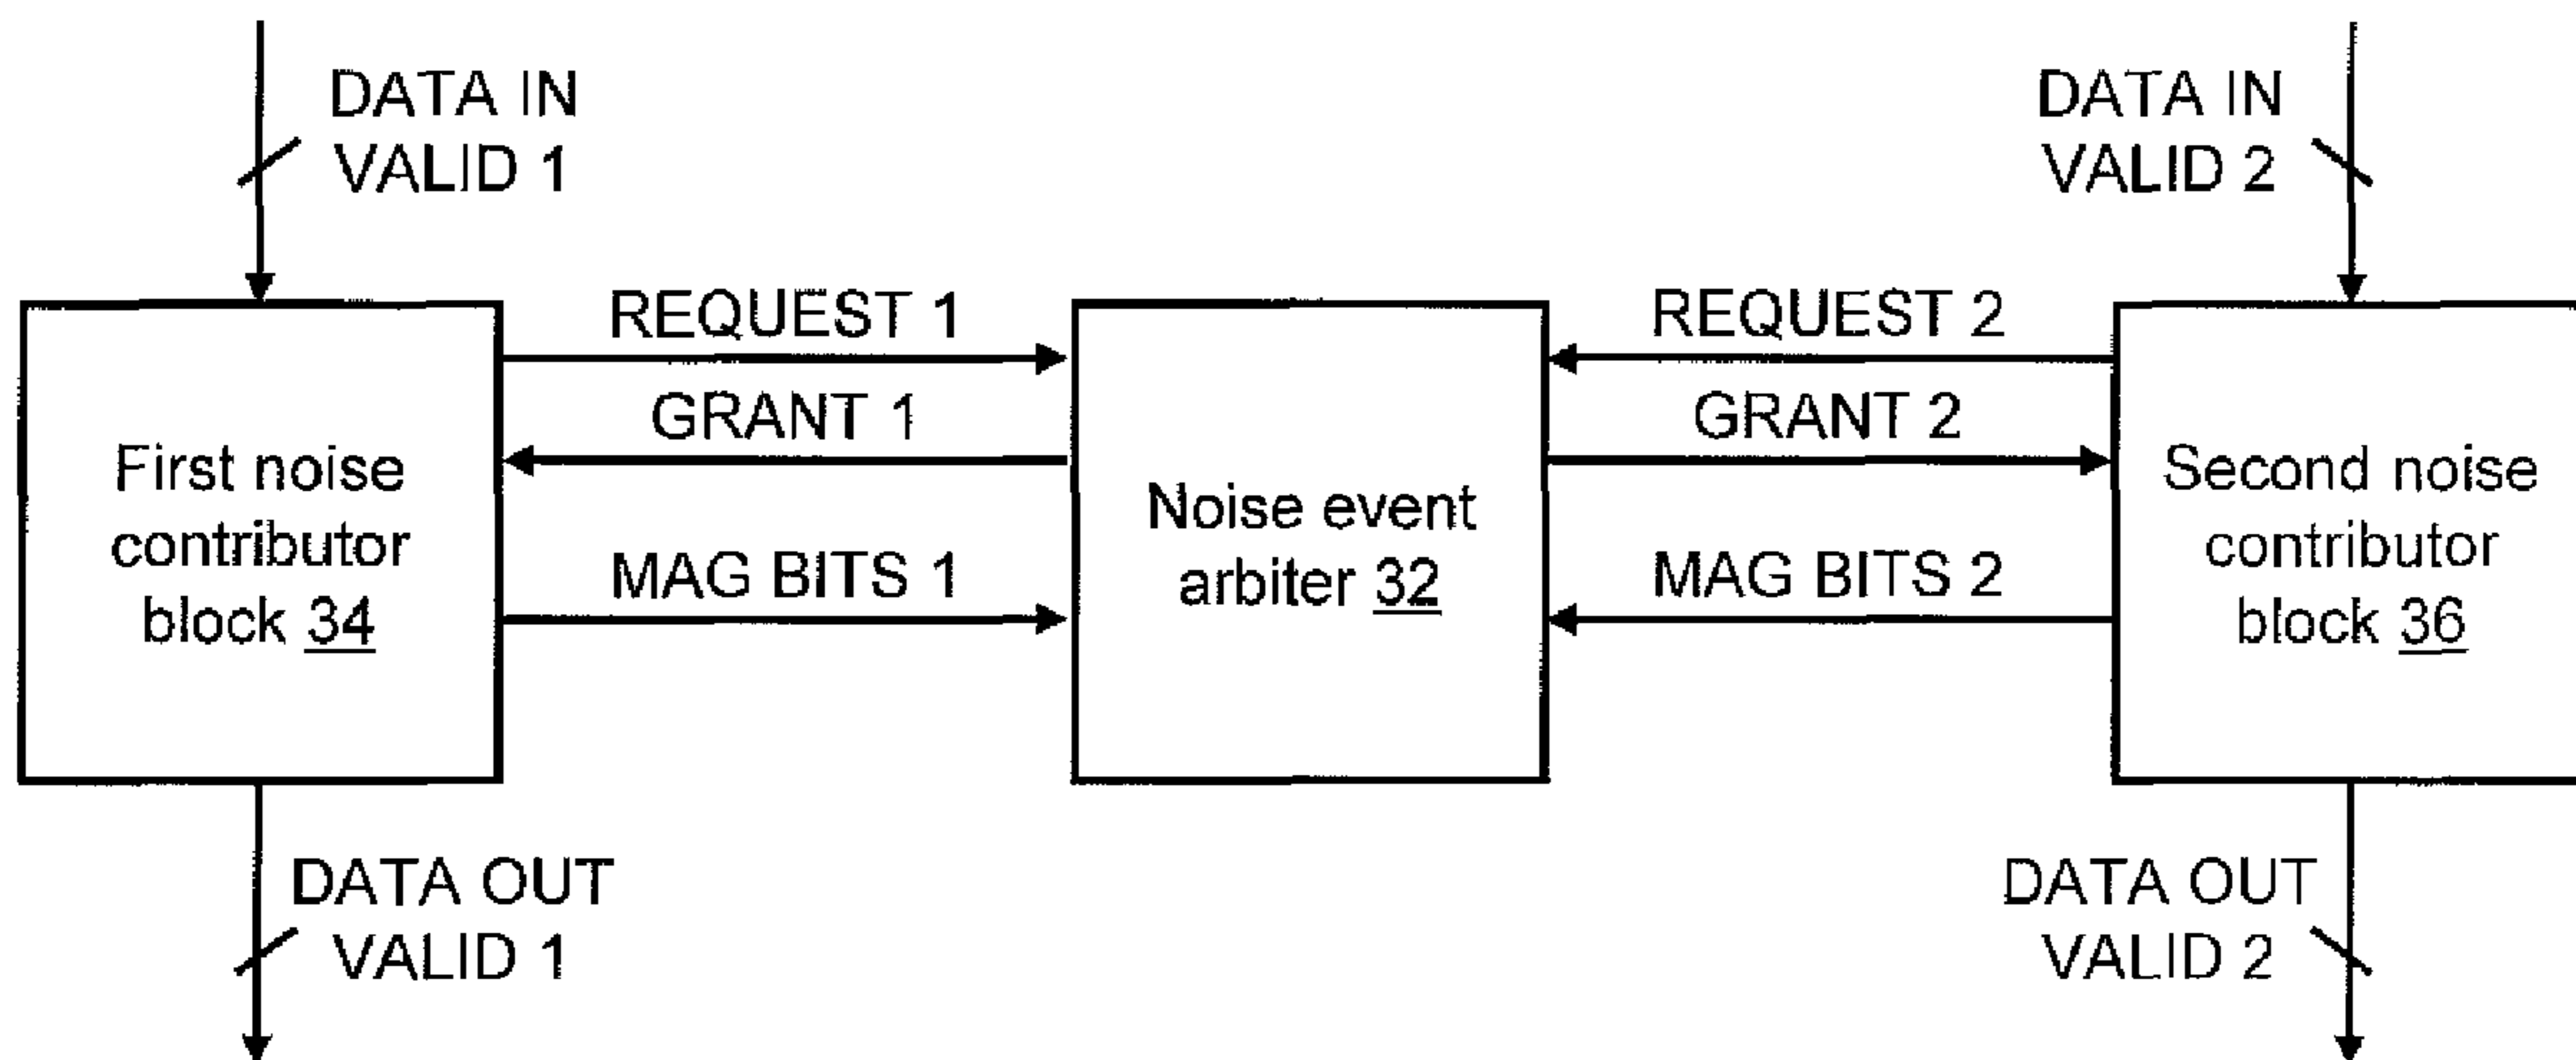 DATA IN
VALID 1
DATA IN
VALID 2
REQUEST 1
GRANT 1
MAG BITS 1
REQUEST 2
GRANT 2
MAG BITS 2
First noise
contributor
block 34
Noise event
arbiter 32
Second noise
contributor
block 36
DATA OUT
VALID 1
DATA OUT
VALID 2